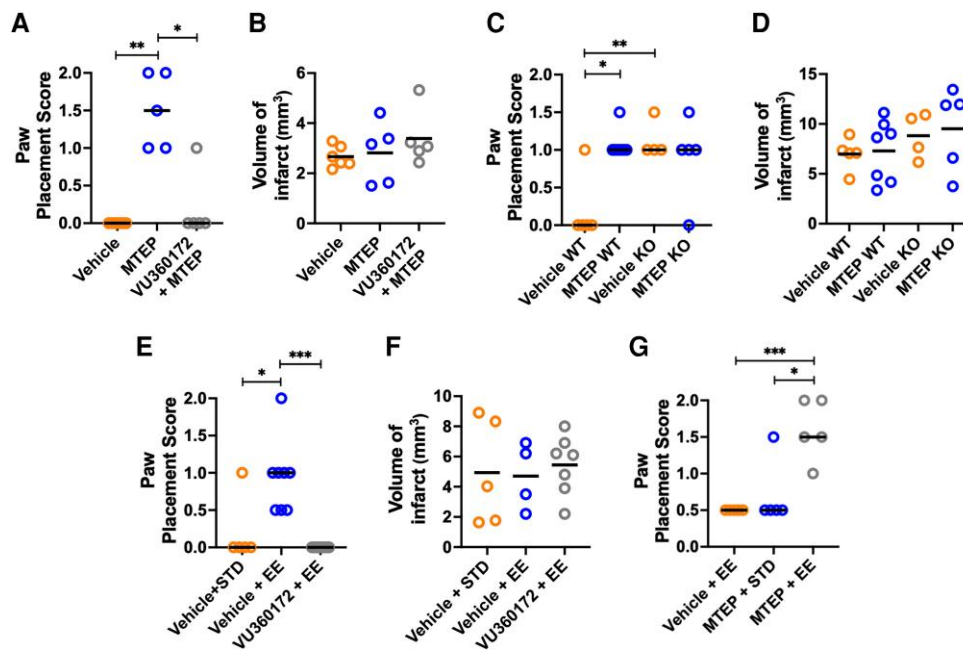 A
Paw
Placement Score
2.0
1.5
1.0
0.5
0.0
**
*
Vehicle
MTEP
VU360172
+ MTEP
B
Volume of
infarct (mm³)
6
4
2
0
Vehicle
MTEP
VU360172
+ MTEP
C
Paw
Placement Score
2.0
1.5
1.0
0.5
0.0
**
*
Vehicle WT
MTEP WT
Vehicle KO
MTEP KO
D
Volume of
infarct (mm³)
15
10
5
0
Vehicle WT
MTEP WT
Vehicle KO
MTEP KO
E
Paw
Placement Score
2.0
1.5
1.0
0.5
0.0
*
***
Vehicle+STD
Vehicle + EE
VU360172 + EE
F
Volume of
infarct (mm³)
10
8
6
4
2
0
Vehicle + STD
Vehicle + EE
VU360172 + EE
G
Paw
Placement Score
2.0
1.5
1.0
0.5
0.0
***
*
Vehicle + EE
MTEP + STD
MTEP + EE